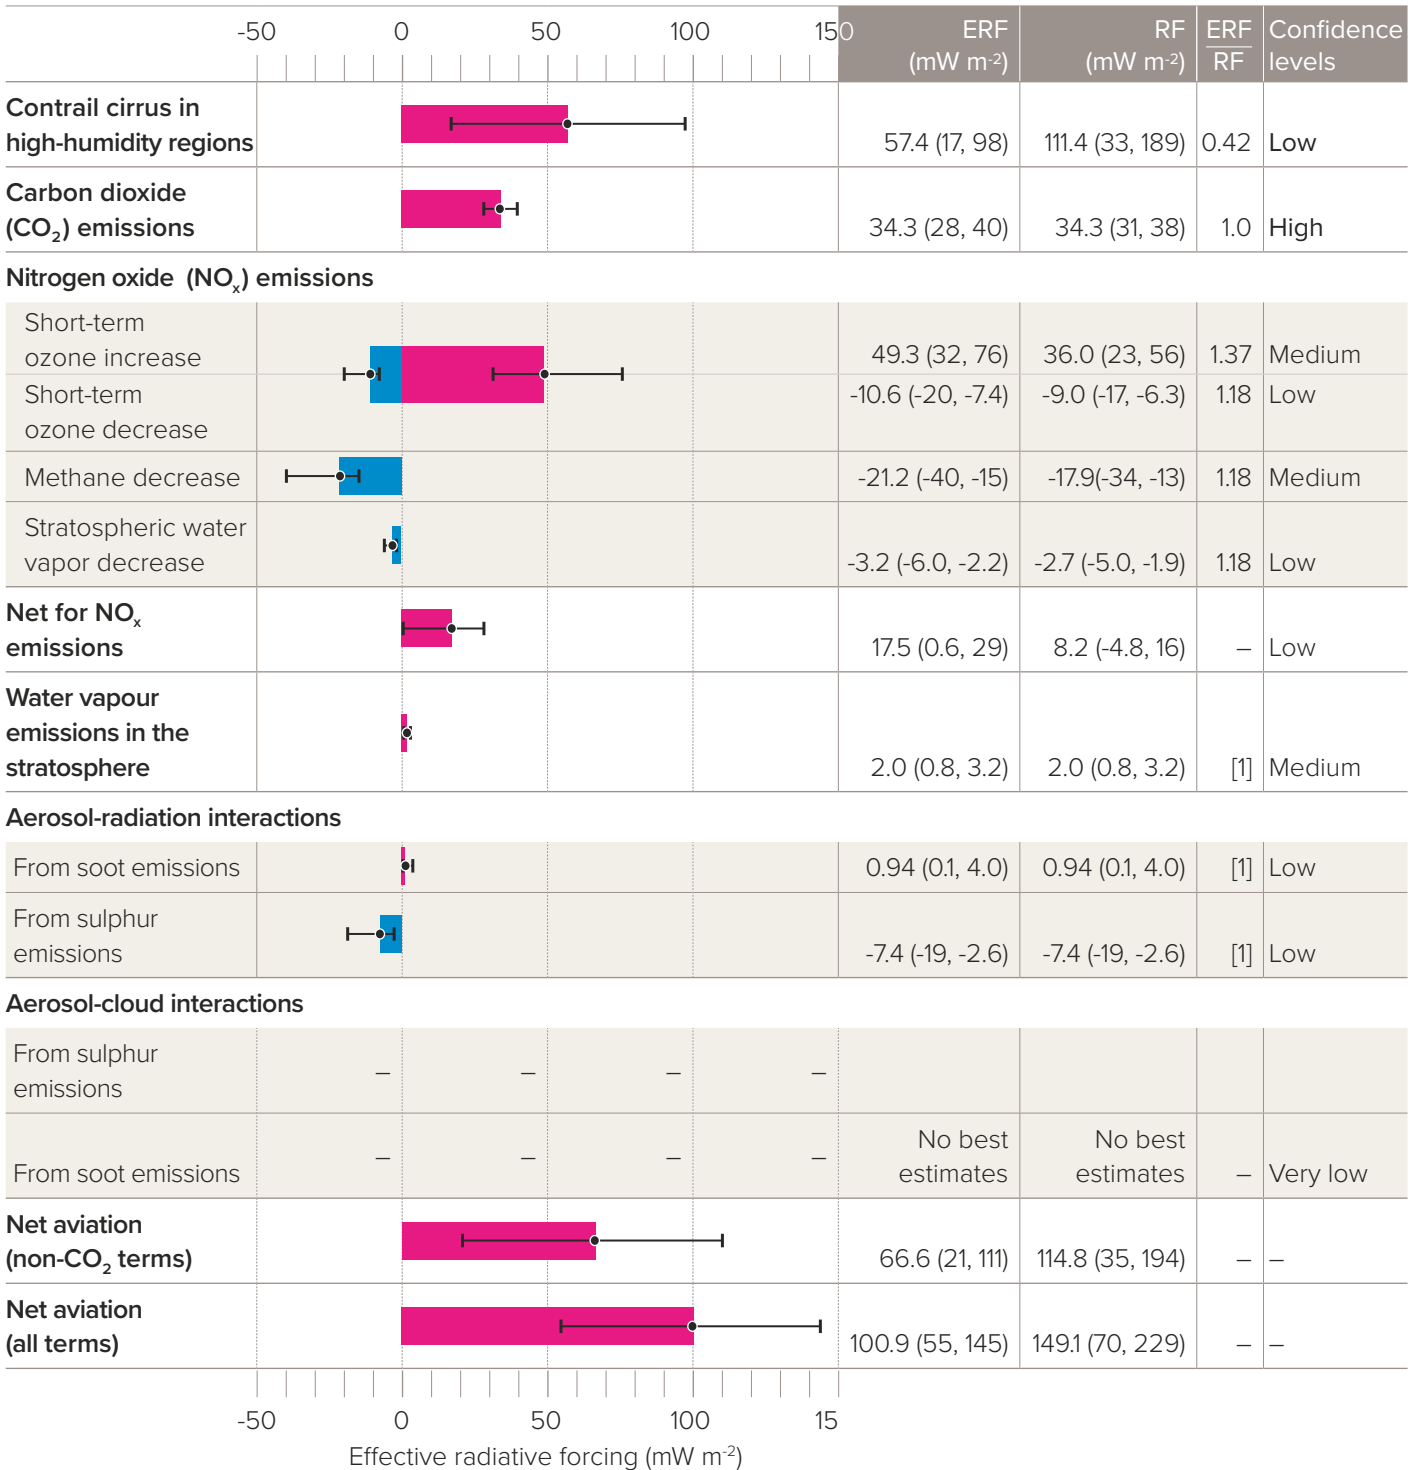 -50 0 50 100 150 ERF RF ERF Confidence
(mW m-2) (mW m-2) RF levels
Contrail cirrus in
high-humidity regions 57.4 (17, 98) 111.4 (33, 189) 0.42 Low
Carbon dioxide
(CO2) emissions 34.3 (28, 40) 34.3 (31, 38) 1.0 High
Nitrogen oxide (NOx) emissions
Short-term
ozone increase 49.3 (32, 76) 36.0 (23, 56) 1.37 Medium
Short-term -10.6 (-20, -7.4) -9.0 (-17, -6.3) 1.18 Low
ozone decrease
Methane decrease -21.2 (-40, -15) -17.9(-34, -13) 1.18 Medium
Stratospheric water
vapor decrease -3.2 (-6.0, -2.2) -2.7 (-5.0, -1.9) 1.18 Low
Net for NOx
emissions 17.5 (0.6, 29) 8.2 (-4.8, 16) – Low
Water vapour
emissions in the
stratosphere 2.0 (0.8, 3.2) 2.0 (0.8, 3.2) [1] Medium
Aerosol-radiation interactions
From soot emissions 0.94 (0.1, 4.0) 0.94 (0.1, 4.0) [1] Low
From sulphur
emissions -7.4 (-19, -2.6) -7.4 (-19, -2.6) [1] Low
Aerosol-cloud interactions
From sulphur
emissions – – – –
No best No best
From soot emissions – – – – estimates estimates – Very low
Net aviation
(non-CO2 terms) 66.6 (21, 111) 114.8 (35, 194) – –
Net aviation
(all terms) 100.9 (55, 145) 149.1 (70, 229) – –
-50 0 50 100 15
Effective radiative forcing (mW m-2)